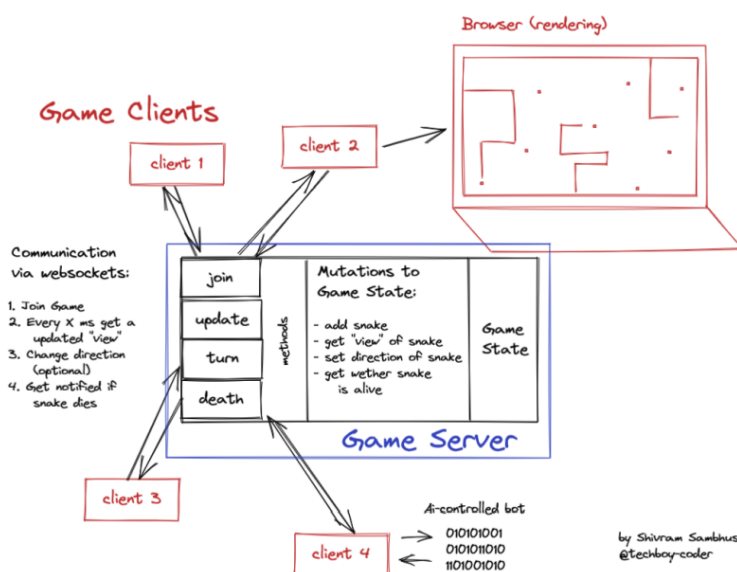 Browser (rendering)
Game Clients
client 1
client 2
Communication
via websockets:
1. Join Game
2. Every X ms get a
updated "view"
3. Change direction
(optional)
4. Get notified if
snake dies
join
update
turn
death
methods
Mutations to
Game State:
- add snake
- get "view" of snake
- set direction of snake
- get wether snake
is alive
Game
State
Game Server
client 3
client 4
Ai-controlled bot
010101001
0101011010
1101001010
by Shivram Sambhus
@techboy-coder